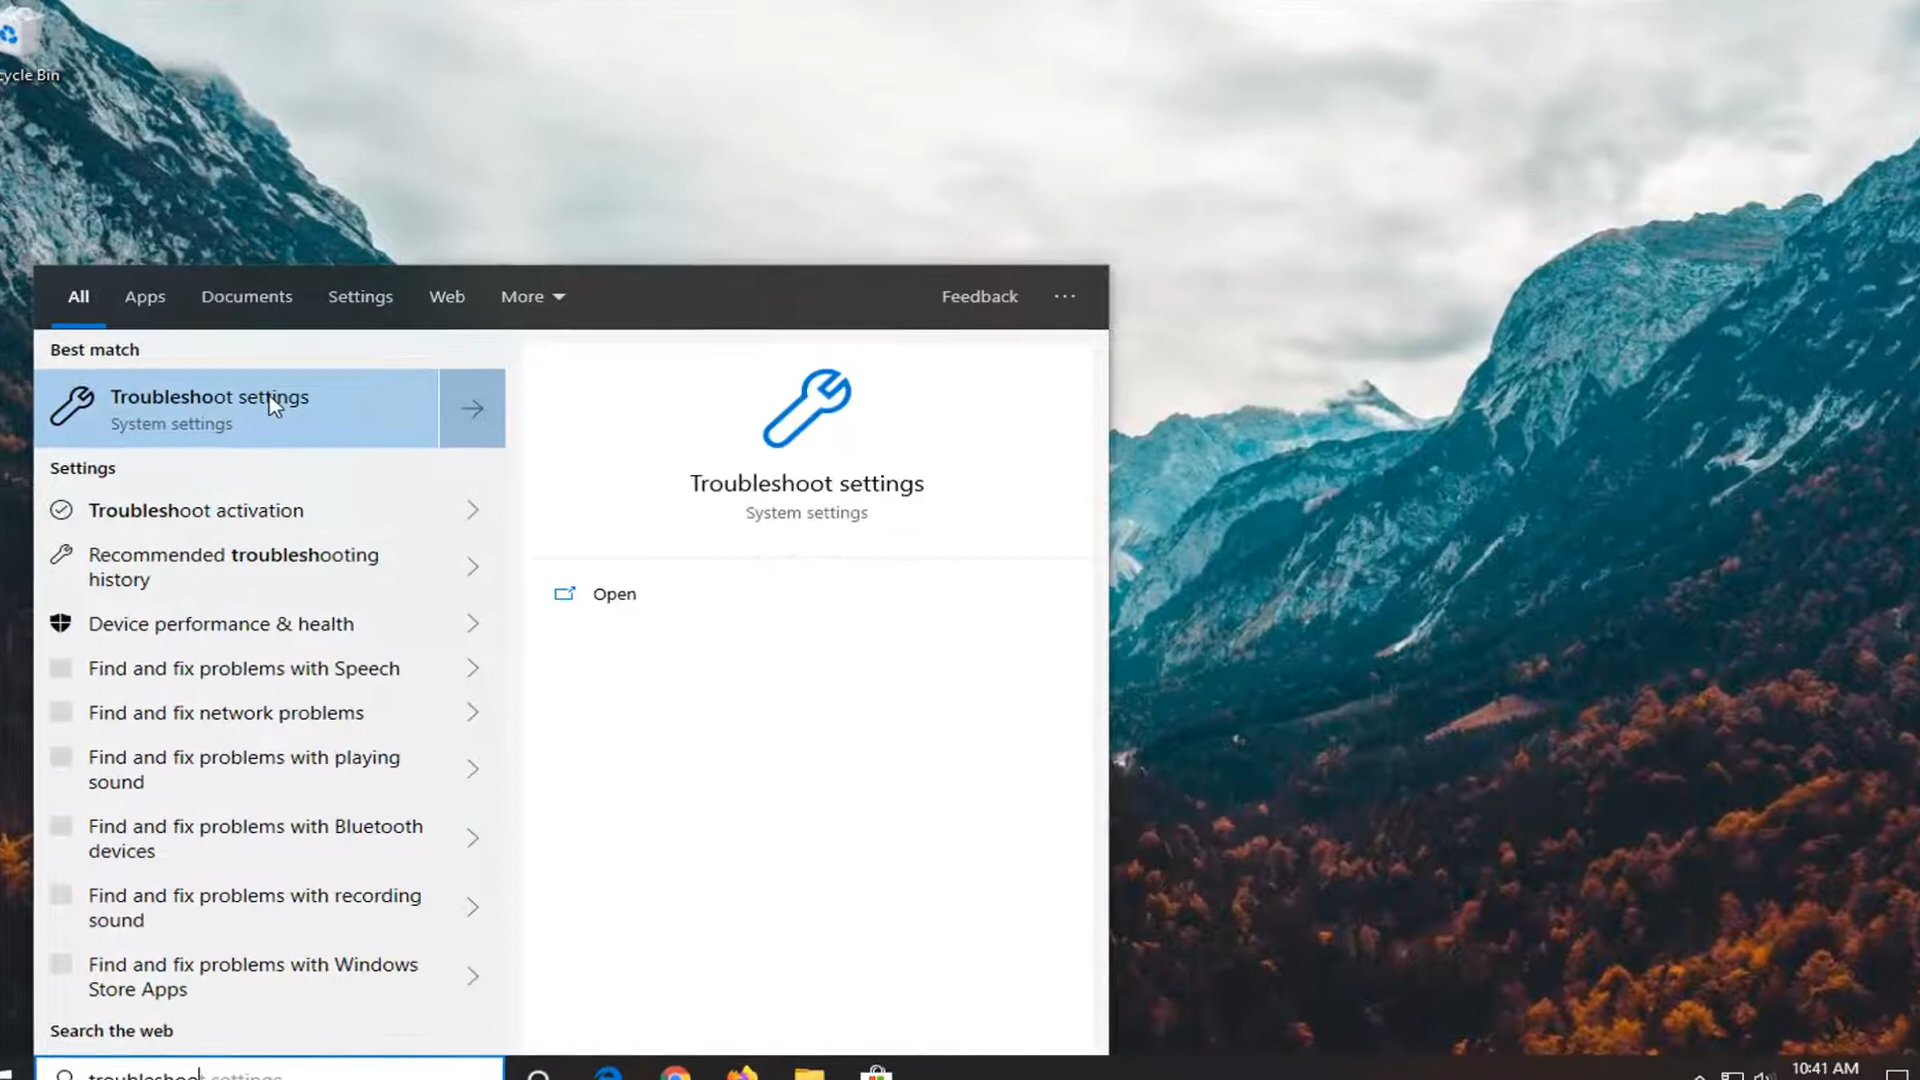 cycle Bin
All Apps Documents Settings Web More Feedback ...
Best match
Troubleshoot settings
System settings
Settings
Troubleshoot activation
Recommended troubleshooting
history
Device performance & health
Find and fix problems with Speech
Find and fix network problems
Find and fix problems with playing
sound
Find and fix problems with Bluetooth
devices
Find and fix problems with recording
sound
Find and fix problems with Windows
Store Apps
Search the web
Troubleshoot settings
System settings
Open
troubleshoot settings
10:41 AM